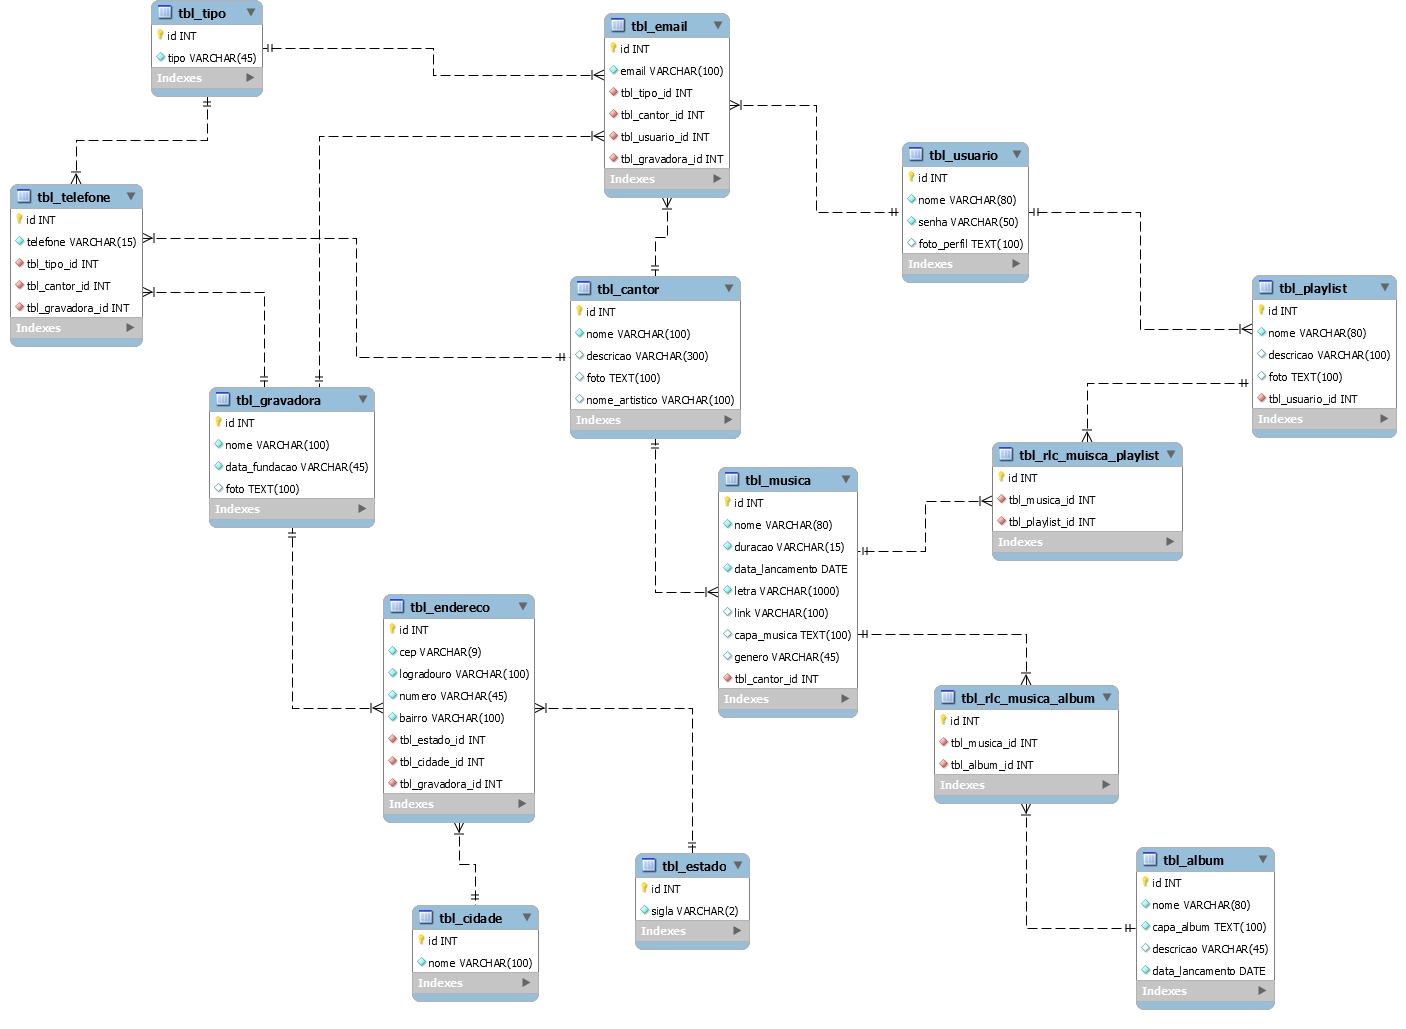 tbl_tipo
id INT
tipo VARCHAR(45)
Indexes
tbl_email
id INT
email VARCHAR(100)
tbl_tipo_id INT
tbl_cantor_id INT
tbl_usuario_id INT
tbl_gravadora_id INT
Indexes
tbl_usuario
id INT
nome VARCHAR(80)
senha VARCHAR(50)
foto_perfil TEXT(100)
Indexes
tbl_telefone
id INT
telefone VARCHAR(15)
tbl_tipo_id INT
tbl_cantor_id INT
tbl_gravadora_id INT
Indexes
tbl_cantor
id INT
nome VARCHAR(100)
descricao VARCHAR(300)
foto TEXT(100)
nome_artistico VARCHAR(100)
Indexes
tbl_playlist
id INT
nome VARCHAR(80)
descricao VARCHAR(100)
foto TEXT(100)
tbl_usuario_id INT
Indexes
tbl_gravadora
id INT
nome VARCHAR(100)
data_fundacao VARCHAR(45)
foto TEXT(100)
Indexes
tbl_musica
id INT
nome VARCHAR(80)
duracao VARCHAR(15)
data_lancamento DATE
letra VARCHAR(1000)
link VARCHAR(100)
capa_musica TEXT(100)
genero VARCHAR(45)
tbl_cantor_id INT
Indexes
tbl_rlc_muisca_playlist
id INT
tbl_musica_id INT
tbl_playlist_id INT
Indexes
tbl_endereco
id INT
cep VARCHAR(9)
logradouro VARCHAR(100)
numero VARCHAR(45)
bairro VARCHAR(100)
tbl_estado_id INT
tbl_cidade_id INT
tbl_gravadora_id INT
Indexes
tbl_rlc_musica_album
id INT
tbl_musica_id INT
tbl_album_id INT
Indexes
tbl_estado
id INT
sigla VARCHAR(2)
Indexes
tbl_album
id INT
nome VARCHAR(80)
capa_album TEXT(100)
descricao VARCHAR(45)
data_lancamento DATE
Indexes
tbl_cidade
id INT
nome VARCHAR(100)
Indexes